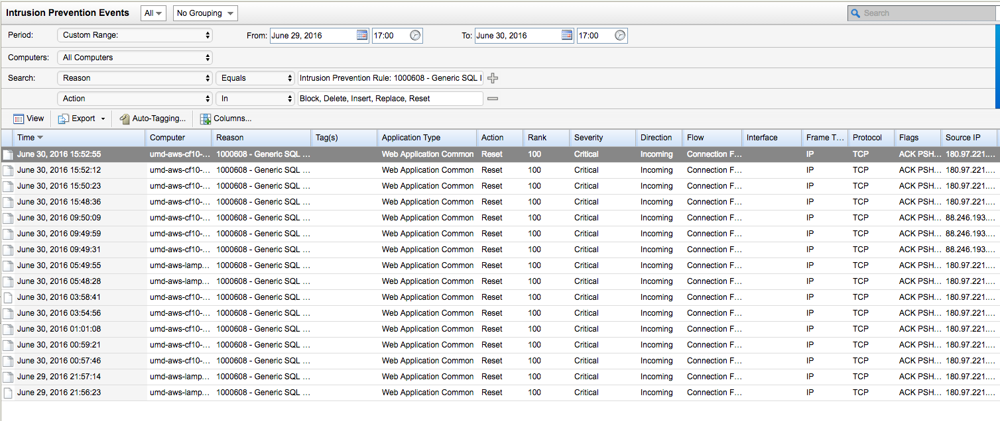 Intrusion Prevention Events All No Grouping Search
Period: Custom Range: From: June 29, 2016 17:00 To: June 30, 2016 17:00
Computers: All Computers
Search: Reason Equals Intrusion Prevention Rule: 1000608 - Generic SQL I
Action In Block, Delete, Insert, Replace, Reset
View Export Auto-Tagging... Columns...
Time Computer Reason Tag(s) Application Type Action Rank Severity Direction Flow Interface Frame T... Protocol Flags Source IP
June 30, 2016 15:52:55 umd-aws-cf10-... 1000608 - Generic SQL ... Web Application Common Reset 100 Critical Incoming Connection F... IP TCP ACK PSH... 180.97.221....
June 30, 2016 15:52:12 umd-aws-cf10-... 1000608 - Generic SQL ... Web Application Common Reset 100 Critical Incoming Connection F... IP TCP ACK PSH... 180.97.221....
June 30, 2016 15:50:23 umd-aws-cf10-... 1000608 - Generic SQL ... Web Application Common Reset 100 Critical Incoming Connection F... IP TCP ACK PSH... 180.97.221....
June 30, 2016 15:48:36 umd-aws-cf10-... 1000608 - Generic SQL ... Web Application Common Reset 100 Critical Incoming Connection F... IP TCP ACK PSH... 180.97.221....
June 30, 2016 09:50:09 umd-aws-cf10-... 1000608 - Generic SQL ... Web Application Common Reset 100 Critical Incoming Connection F... IP TCP ACK PSH... 88.246.193....
June 30, 2016 09:49:59 umd-aws-cf10-... 1000608 - Generic SQL ... Web Application Common Reset 100 Critical Incoming Connection F... IP TCP ACK PSH... 88.246.193....
June 30, 2016 09:49:31 umd-aws-cf10-... 1000608 - Generic SQL ... Web Application Common Reset 100 Critical Incoming Connection F... IP TCP ACK PSH... 88.246.193....
June 30, 2016 05:49:55 umd-aws-lamp... 1000608 - Generic SQL ... Web Application Common Reset 100 Critical Incoming Connection F... IP TCP ACK PSH... 180.97.221....
June 30, 2016 05:48:28 umd-aws-lamp... 1000608 - Generic SQL ... Web Application Common Reset 100 Critical Incoming Connection F... IP TCP ACK PSH... 180.97.221....
June 30, 2016 03:58:41 umd-aws-cf10-... 1000608 - Generic SQL ... Web Application Common Reset 100 Critical Incoming Connection F... IP TCP ACK PSH... 180.97.221....
June 30, 2016 03:54:56 umd-aws-cf10-... 1000608 - Generic SQL ... Web Application Common Reset 100 Critical Incoming Connection F... IP TCP ACK PSH... 180.97.221....
June 30, 2016 01:01:08 umd-aws-cf10-... 1000608 - Generic SQL ... Web Application Common Reset 100 Critical Incoming Connection F... IP TCP ACK PSH... 180.97.221....
June 30, 2016 00:59:21 umd-aws-cf10-... 1000608 - Generic SQL ... Web Application Common Reset 100 Critical Incoming Connection F... IP TCP ACK PSH... 180.97.221....
June 30, 2016 00:57:46 umd-aws-cf10-... 1000608 - Generic SQL ... Web Application Common Reset 100 Critical Incoming Connection F... IP TCP ACK PSH... 180.97.221....
June 29, 2016 21:57:14 umd-aws-lamp... 1000608 - Generic SQL ... Web Application Common Reset 100 Critical Incoming Connection F... IP TCP ACK PSH... 180.97.221....
June 29, 2016 21:56:23 umd-aws-lamp... 1000608 - Generic SQL ... Web Application Common Reset 100 Critical Incoming Connection F... IP TCP ACK PSH... 180.97.221....